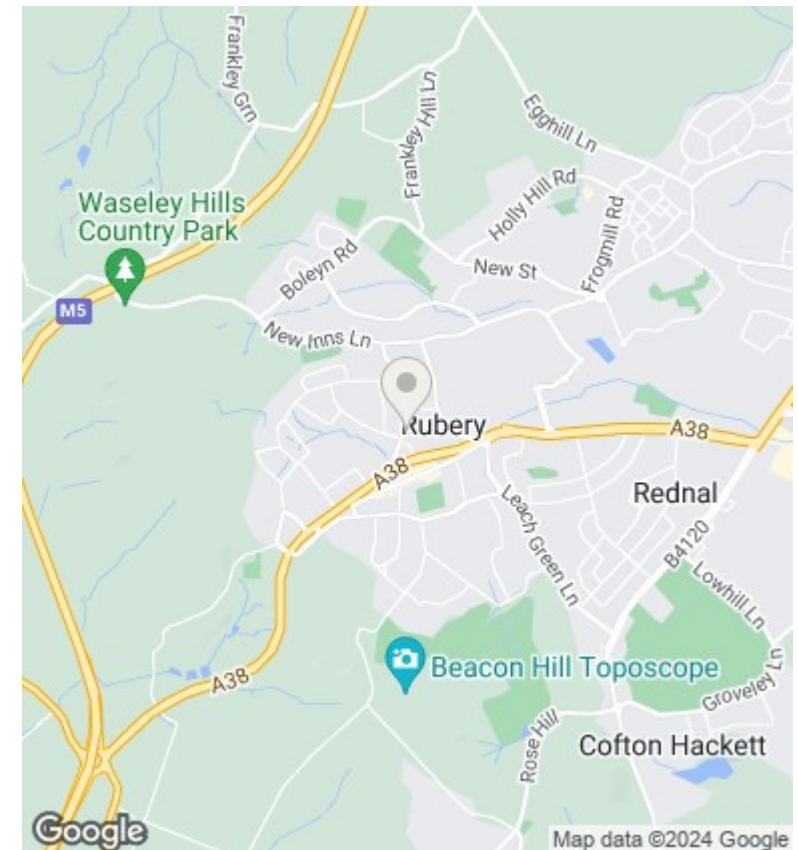 Frankley Grn
Frankley Hill Ln
Egghill Ln
Holly Hill Rd
Waseley Hills
Country Park
Frogmill Rd
Boleyn Rd
New St
M5
New Inns Ln
Rubery
A38
A38
Rednal
Leach Green Ln
B4120
Lowhill Ln
Beacon Hill Toposcope
A38
Groveley Ln
Rose Hill
Cofton Hackett
Google
Map data ©2024 Google